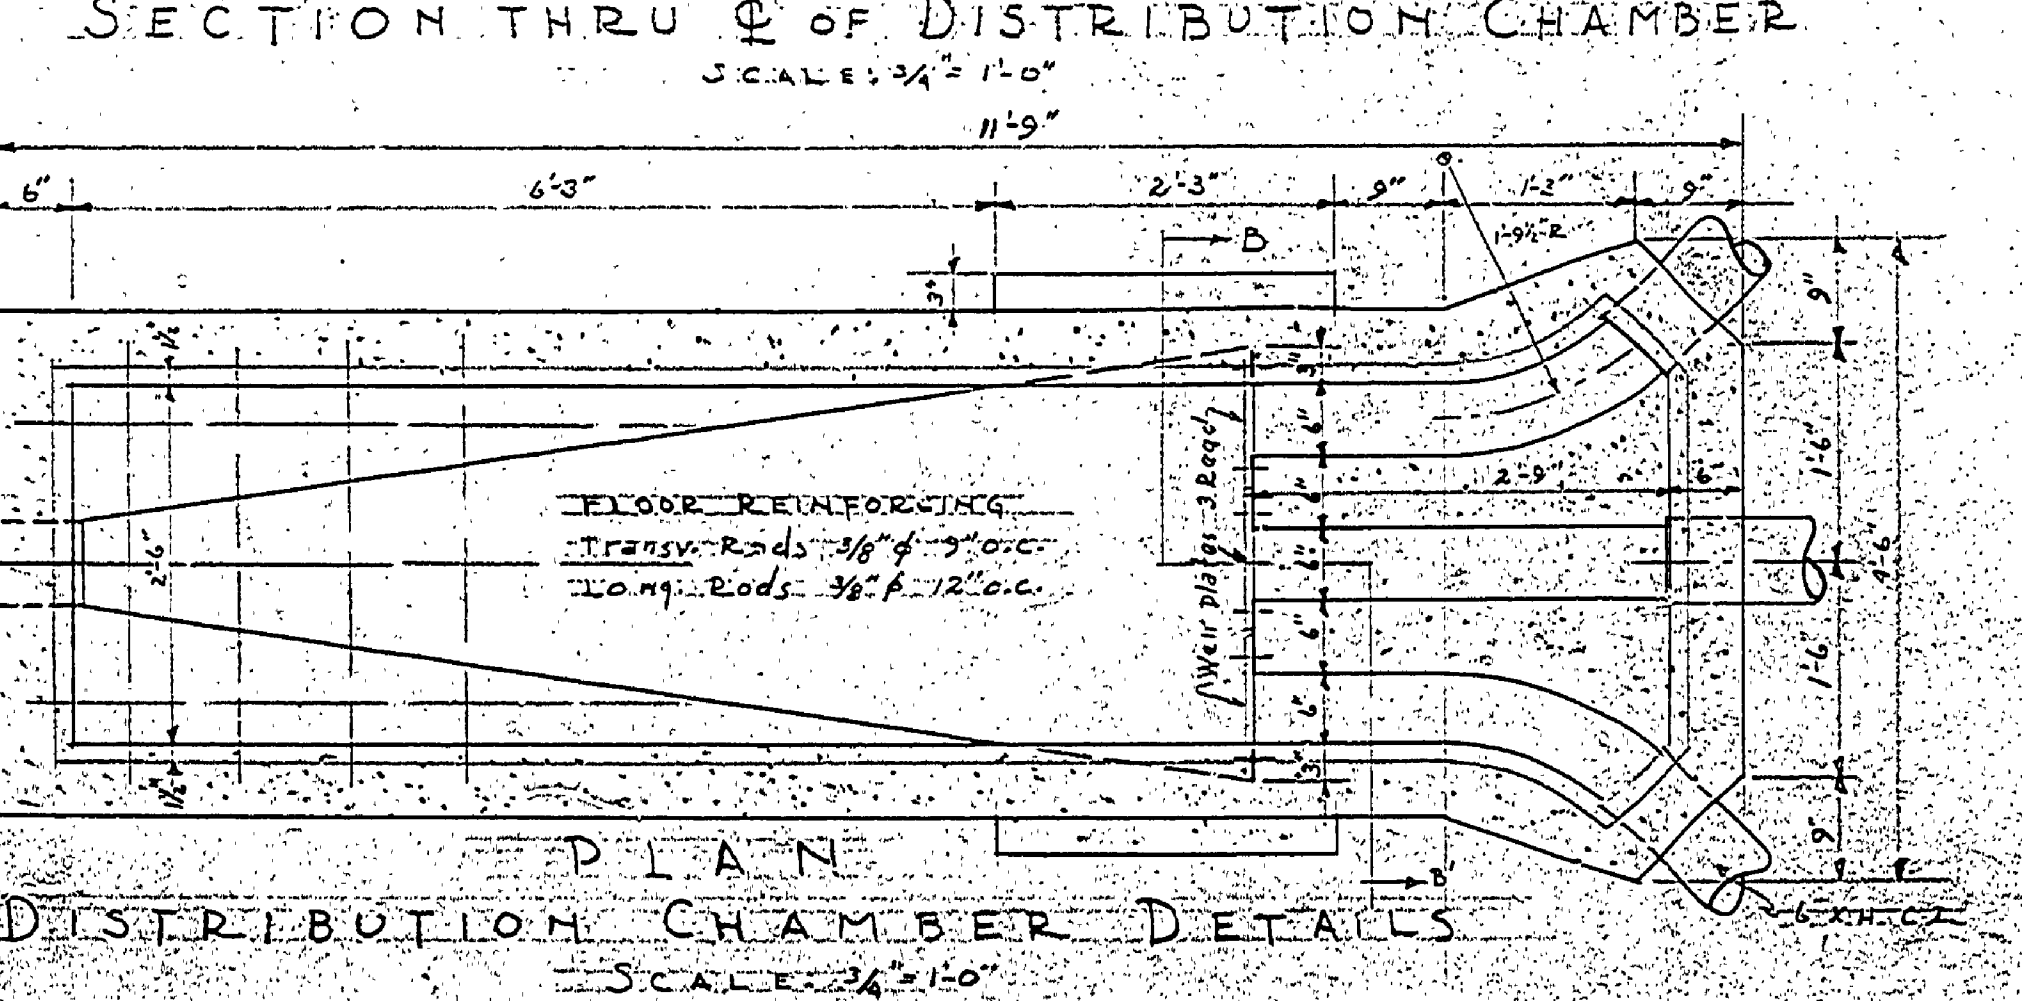 SECTION THRU ℄ OF DISTRIBUTION CHAMBER
SCALE: 3/4" = 1'-0"
11'-9"
6"
6'-3"
2'-3"
9"
1'-3"
9"
1'-9½" R
B
3"
9"
1½"
3"
6"
1'-6"
2'-9"
6"
6"
FLOOR REINFORCING
Transv. Rods 3/8" ϕ 9" o.c.
Long. Rods 3/8" ϕ 12" o.c.
2'-6"
Weir plates 3 Reqd
6"
4'-6"
6"
1'-6"
6"
3"
1½"
9"
PLAN
B
DISTRIBUTION CHAMBER DETAILS
6" X H C I
SCALE: 3/4" = 1'-0"